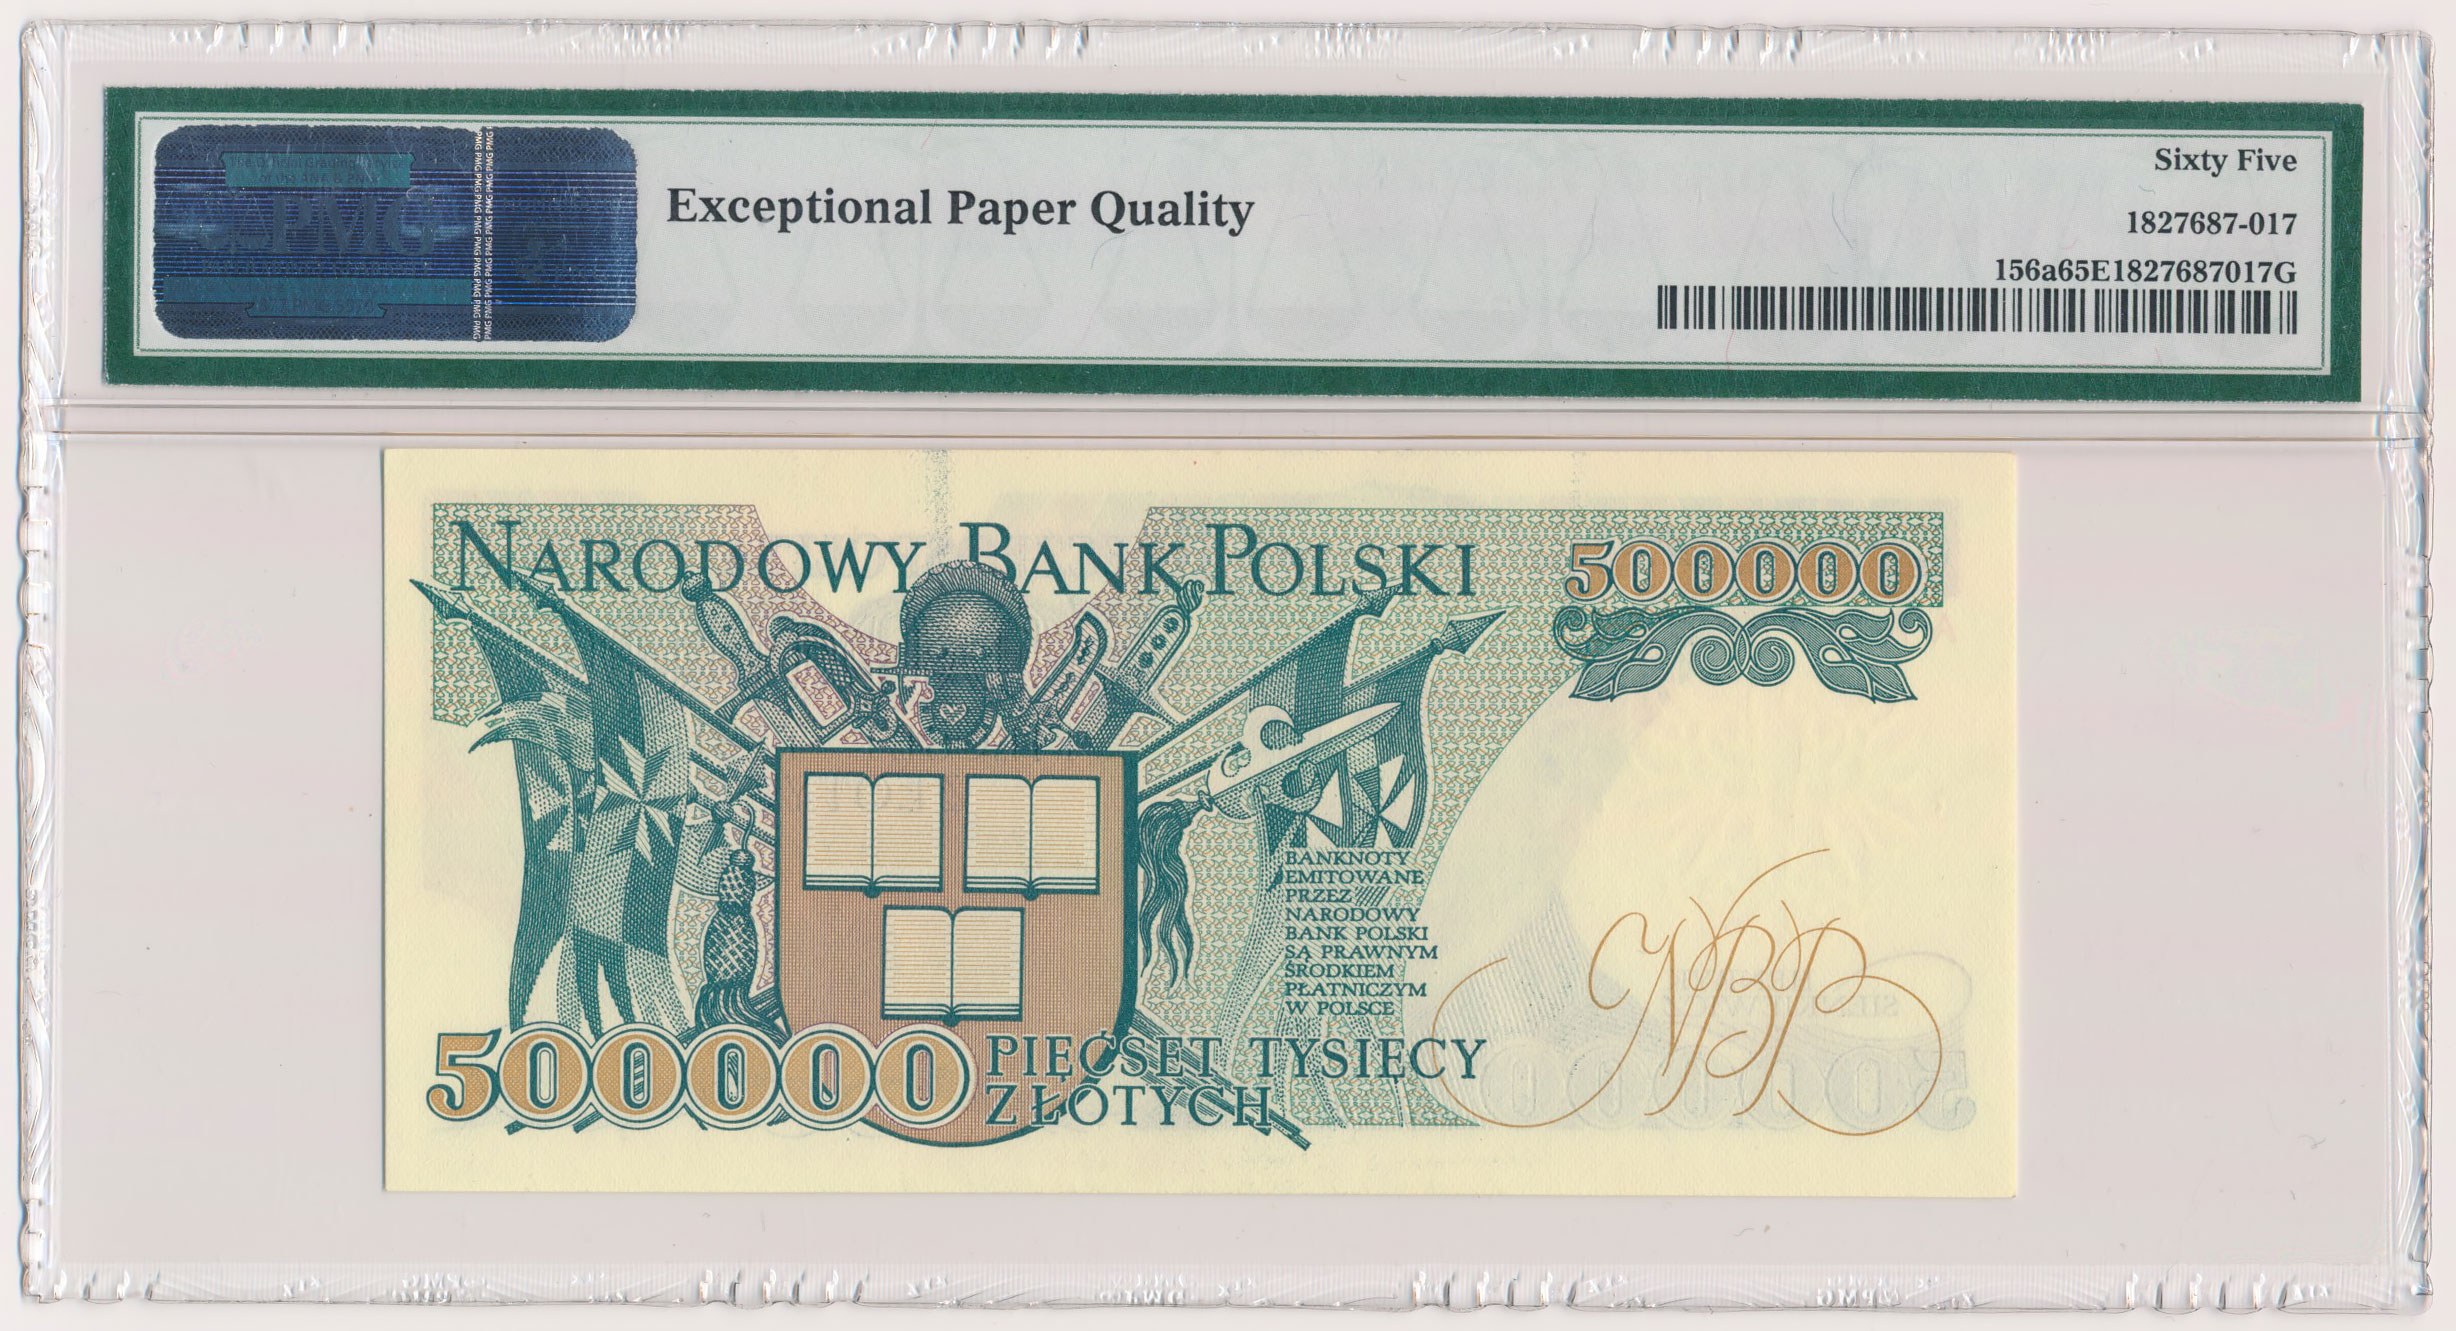 Exceptional Paper Quality
Sixty Five
1827687-017
156a65E1827687017G
PMG
NARODOWY BANK POLSKI
500000
BANKNOTY
EMITOWANE
PRZEZ
NARODOWY
BANK POLSKI
SĄ PRAWNYM
ŚRODKIEM
PŁATNICZYM
W POLSCE
NBP
500000 PIĘĆSET TYSIĘCY
ZŁOTYCH